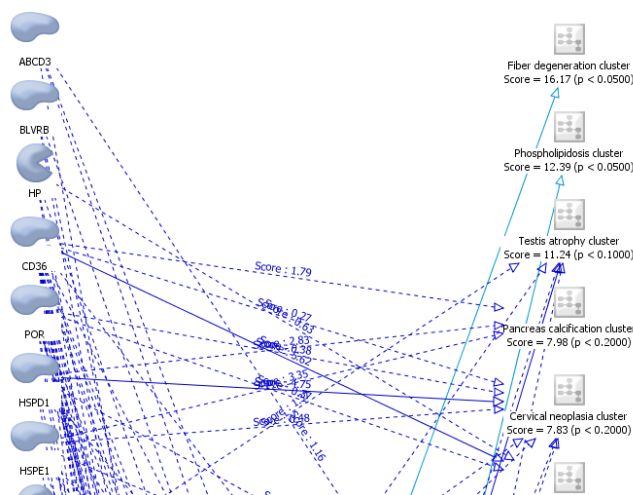 ABCD3
BLVRB
HP
CD36
POR
HSPD1
HSPE1
Fiber degeneration cluster
Score = 16.17 (p < 0.0500)
Phospholipidosis cluster
Score = 12.39 (p < 0.0500)
Testis atrophy cluster
Score = 11.24 (p < 0.1000)
Pancreas calcification cluster
Score = 7.98 (p < 0.2000)
Cervical neoplasia cluster
Score = 7.83 (p < 0.2000)
Score : 1.79